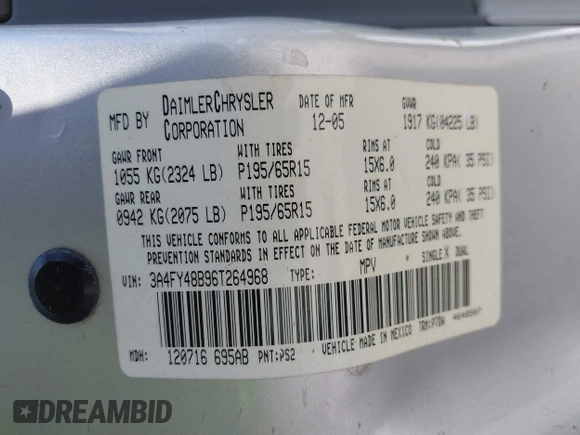 MFD BY DAIMLERCHRYSLER CORPORATION DATE OF MFR 12-05 GVWR 1917 KG(04225 LB)
GAWR FRONT WITH TIRES RIMS AT COLD
1055 KG(2324 LB) P195/65R15 15X6.0 240 KPA( 35 PSI)
GAWR REAR WITH TIRES RIMS AT COLD
0942 KG(2075 LB) P195/65R15 15X6.0 240 KPA( 35 PSI)
THIS VEHICLE CONFORMS TO ALL APPLICABLE FEDERAL MOTOR VEHICLE SAFETY AND THEFT
PREVENTION STANDARDS IN EFFECT ON THE DATE OF MANUFACTURE SHOWN ABOVE.
VIN: 3A4FY48B96T264968 TYPE: MPV SINGLE X DUAL
MDH: 120716 695AB PNT:PS2 VEHICLE MADE IN MEXICO TRM:P7DA
DREAMBID